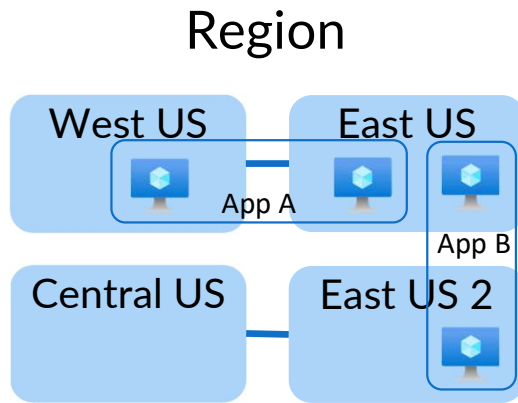 Region
West US
East US
App A
App B
Central US
East US 2